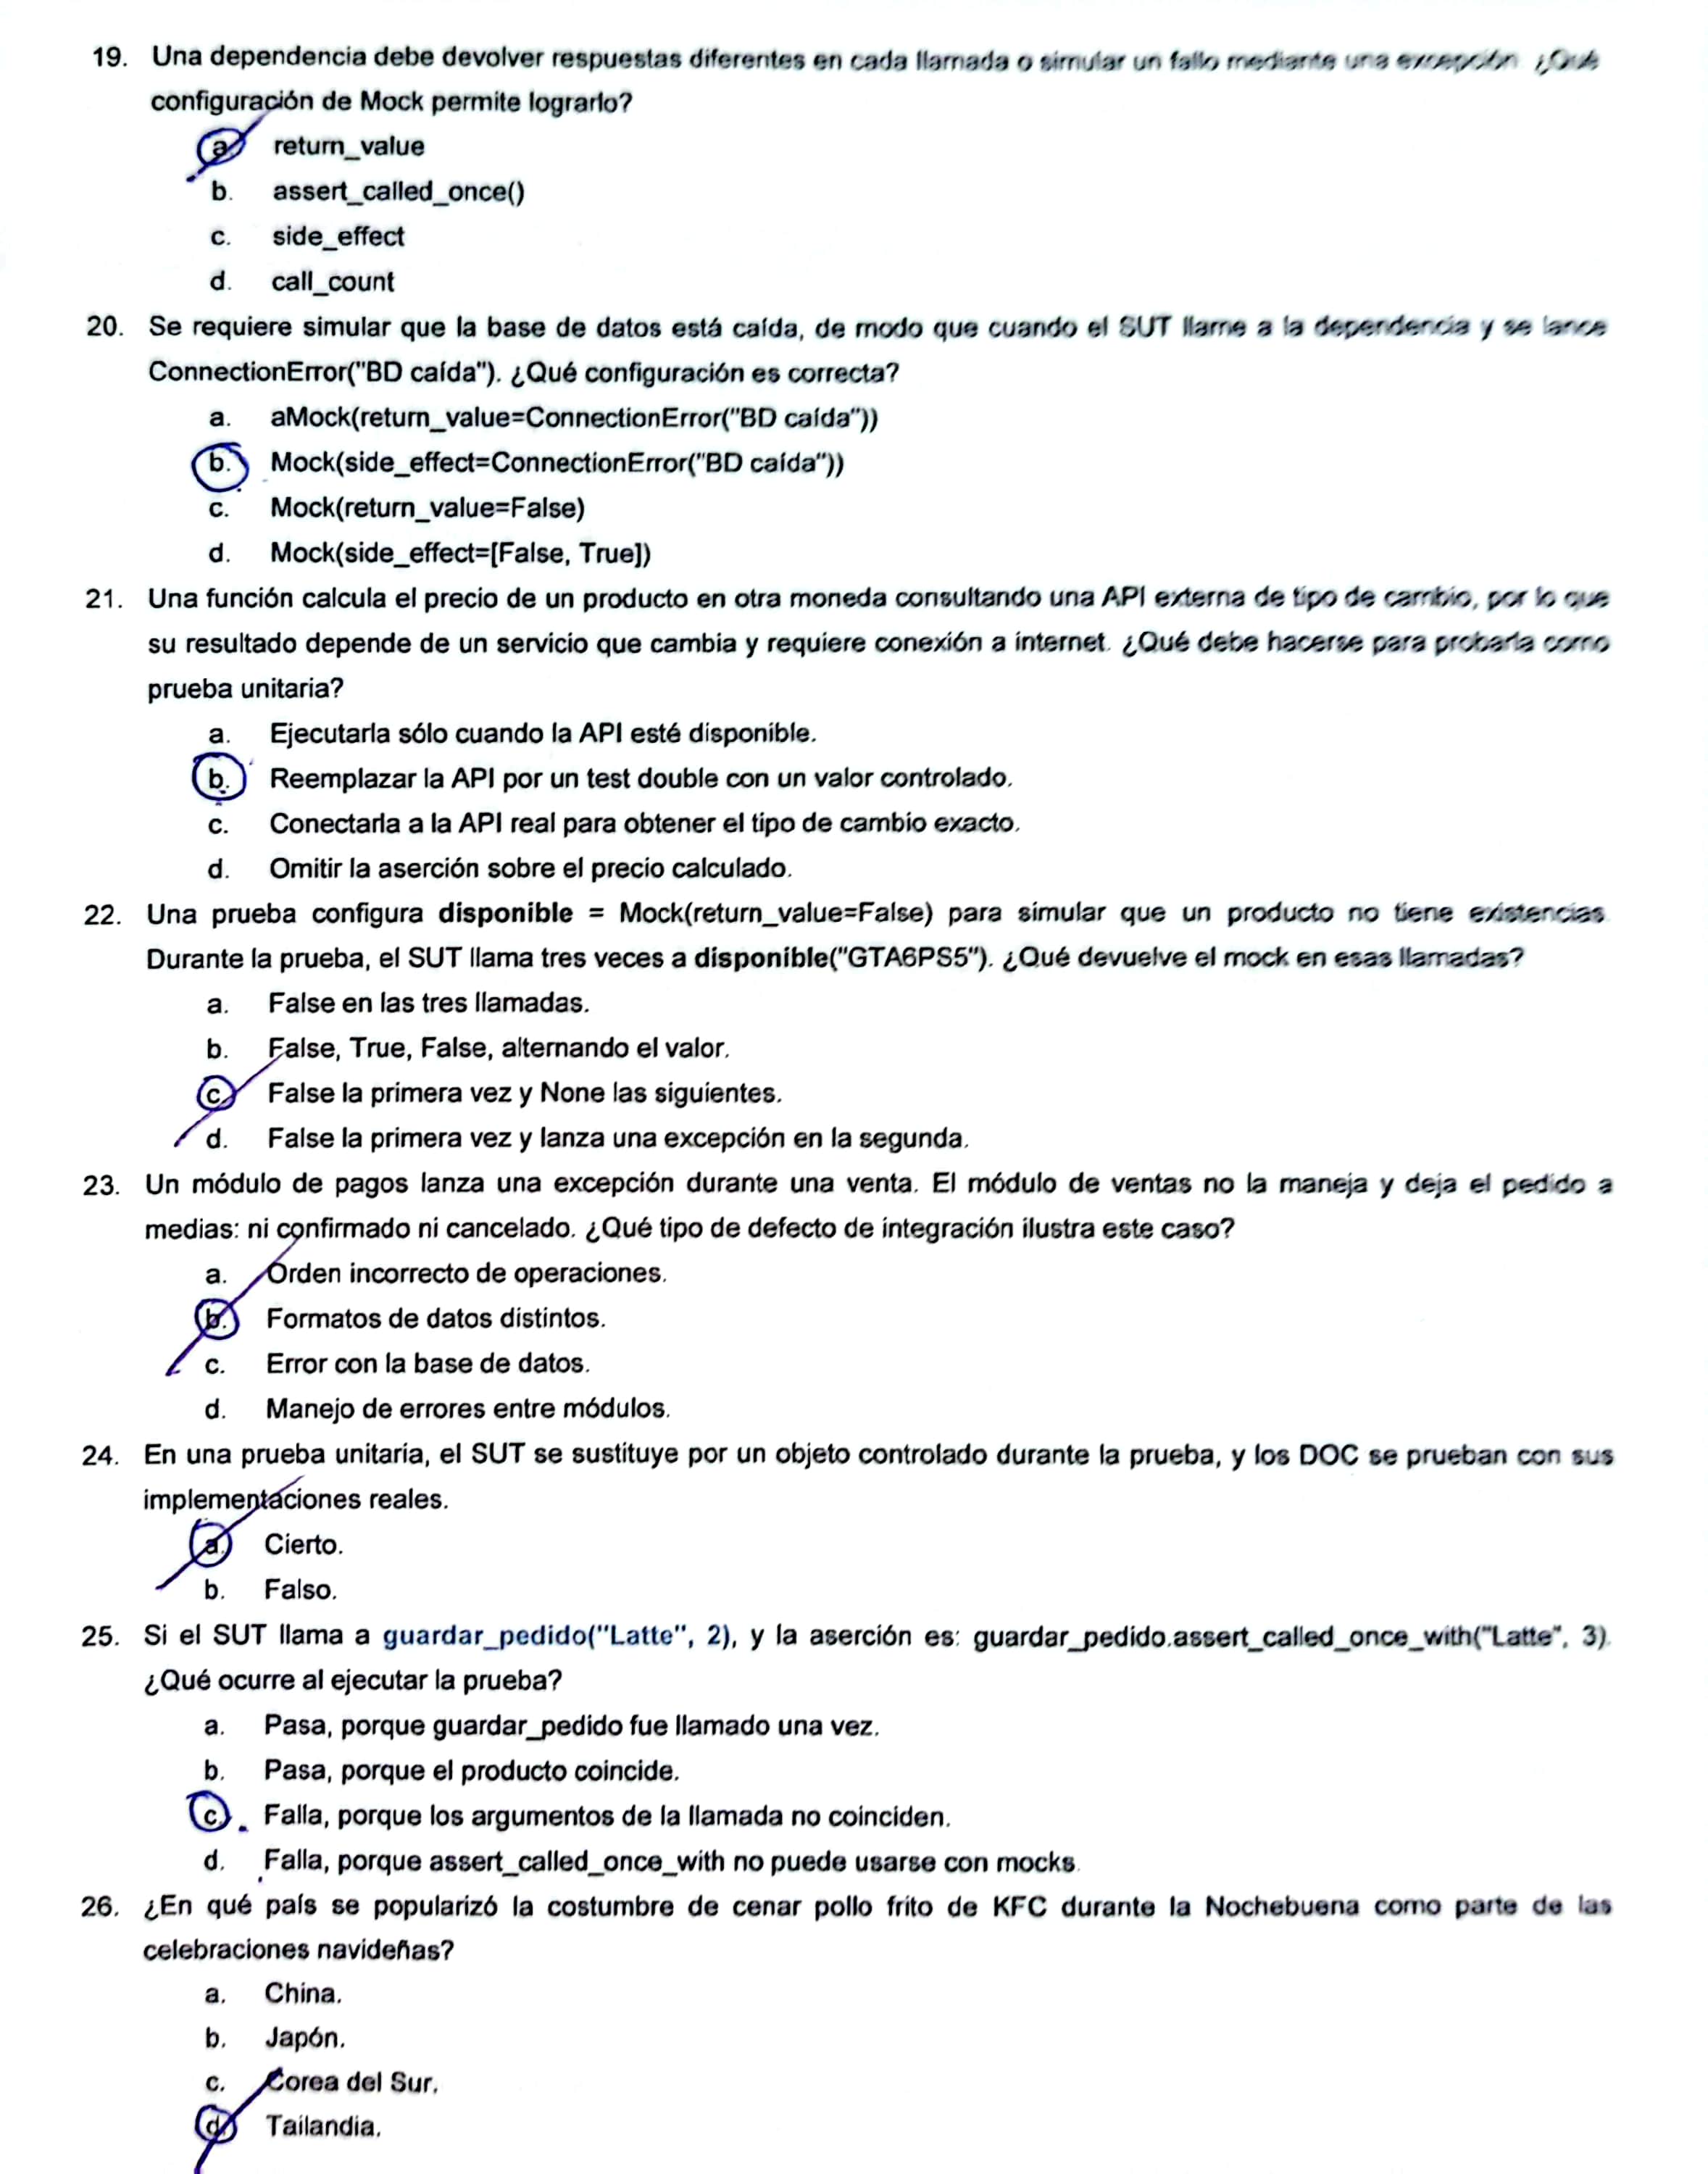 19. Una dependencia debe devolver respuestas diferentes en cada llamada o simular un fallo mediante una excepción. ¿Qué
configuración de Mock permite lograrlo?
a. return_value
b. assert_called_once()
c. side_effect
d. call_count
20. Se requiere simular que la base de datos está caída, de modo que cuando el SUT llame a la dependencia y se lance
ConnectionError("BD caída"). ¿Qué configuración es correcta?
a. aMock(return_value=ConnectionError("BD caída"))
b. Mock(side_effect=ConnectionError("BD caída"))
c. Mock(return_value=False)
d. Mock(side_effect=[False, True])
21. Una función calcula el precio de un producto en otra moneda consultando una API externa de tipo de cambio, por lo que
su resultado depende de un servicio que cambia y requiere conexión a internet. ¿Qué debe hacerse para probarla como
prueba unitaria?
a. Ejecutarla sólo cuando la API esté disponible.
b. Reemplazar la API por un test double con un valor controlado.
c. Conectarla a la API real para obtener el tipo de cambio exacto.
d. Omitir la aserción sobre el precio calculado.
22. Una prueba configura disponible = Mock(return_value=False) para simular que un producto no tiene existencias.
Durante la prueba, el SUT llama tres veces a disponible("GTA6PS5"). ¿Qué devuelve el mock en esas llamadas?
a. False en las tres llamadas.
b. False, True, False, alternando el valor.
c. False la primera vez y None las siguientes.
d. False la primera vez y lanza una excepción en la segunda.
23. Un módulo de pagos lanza una excepción durante una venta. El módulo de ventas no la maneja y deja el pedido a
medias: ni confirmado ni cancelado. ¿Qué tipo de defecto de integración ilustra este caso?
a. Orden incorrecto de operaciones.
b. Formatos de datos distintos.
c. Error con la base de datos.
d. Manejo de errores entre módulos.
24. En una prueba unitaria, el SUT se sustituye por un objeto controlado durante la prueba, y los DOC se prueban con sus
implementaciones reales.
a. Cierto.
b. Falso.
25. Si el SUT llama a guardar_pedido("Latte", 2), y la aserción es: guardar_pedido.assert_called_once_with("Latte", 3).
¿Qué ocurre al ejecutar la prueba?
a. Pasa, porque guardar_pedido fue llamado una vez.
b. Pasa, porque el producto coincide.
c. Falla, porque los argumentos de la llamada no coinciden.
d. Falla, porque assert_called_once_with no puede usarse con mocks.
26. ¿En qué país se popularizó la costumbre de cenar pollo frito de KFC durante la Nochebuena como parte de las
celebraciones navideñas?
a. China.
b. Japón.
c. Corea del Sur.
d. Tailandia.